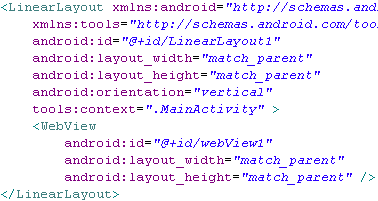 <LinearLayout xmlns:android="http://schemas.and
xmlns:tools="http://schemas.android.com/too
android:id="@+id/LinearLayout1"
android:layout_width="match_parent"
android:layout_height="match_parent"
android:orientation="vertical"
tools:context=".MainActivity" >
<WebView
android:id="@+id/webView1"
android:layout_width="match_parent"
android:layout_height="match_parent" />
</LinearLayout>